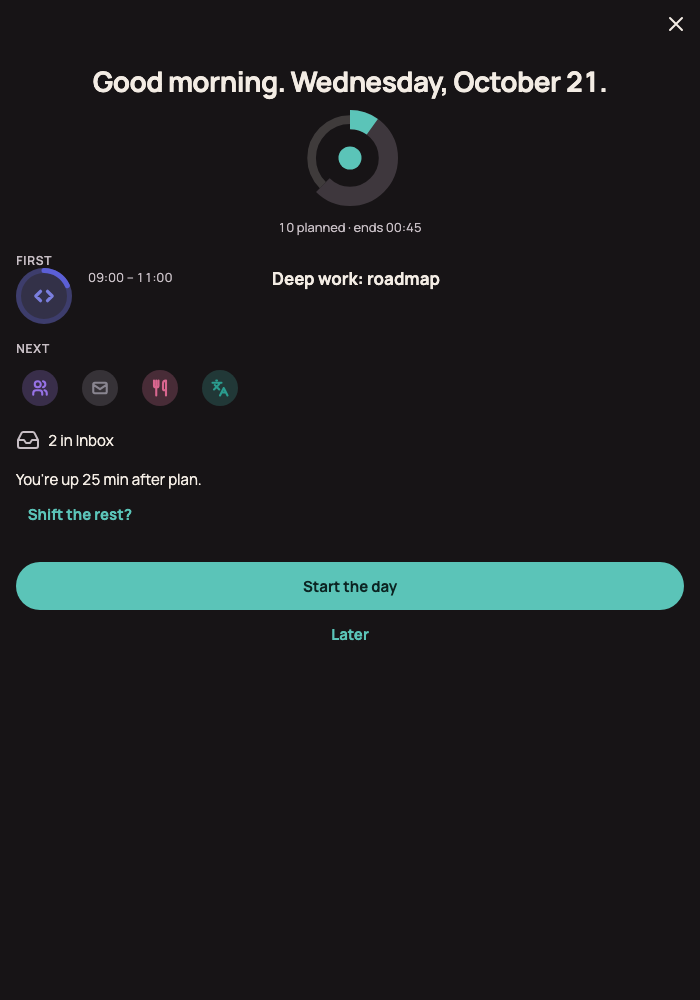 Good morning. Wednesday, October 21.
10 planned · ends 00:45
FIRST
09:00 – 11:00
Deep work: roadmap
NEXT
2 in Inbox
You're up 25 min after plan.
Shift the rest?
Start the day
Later